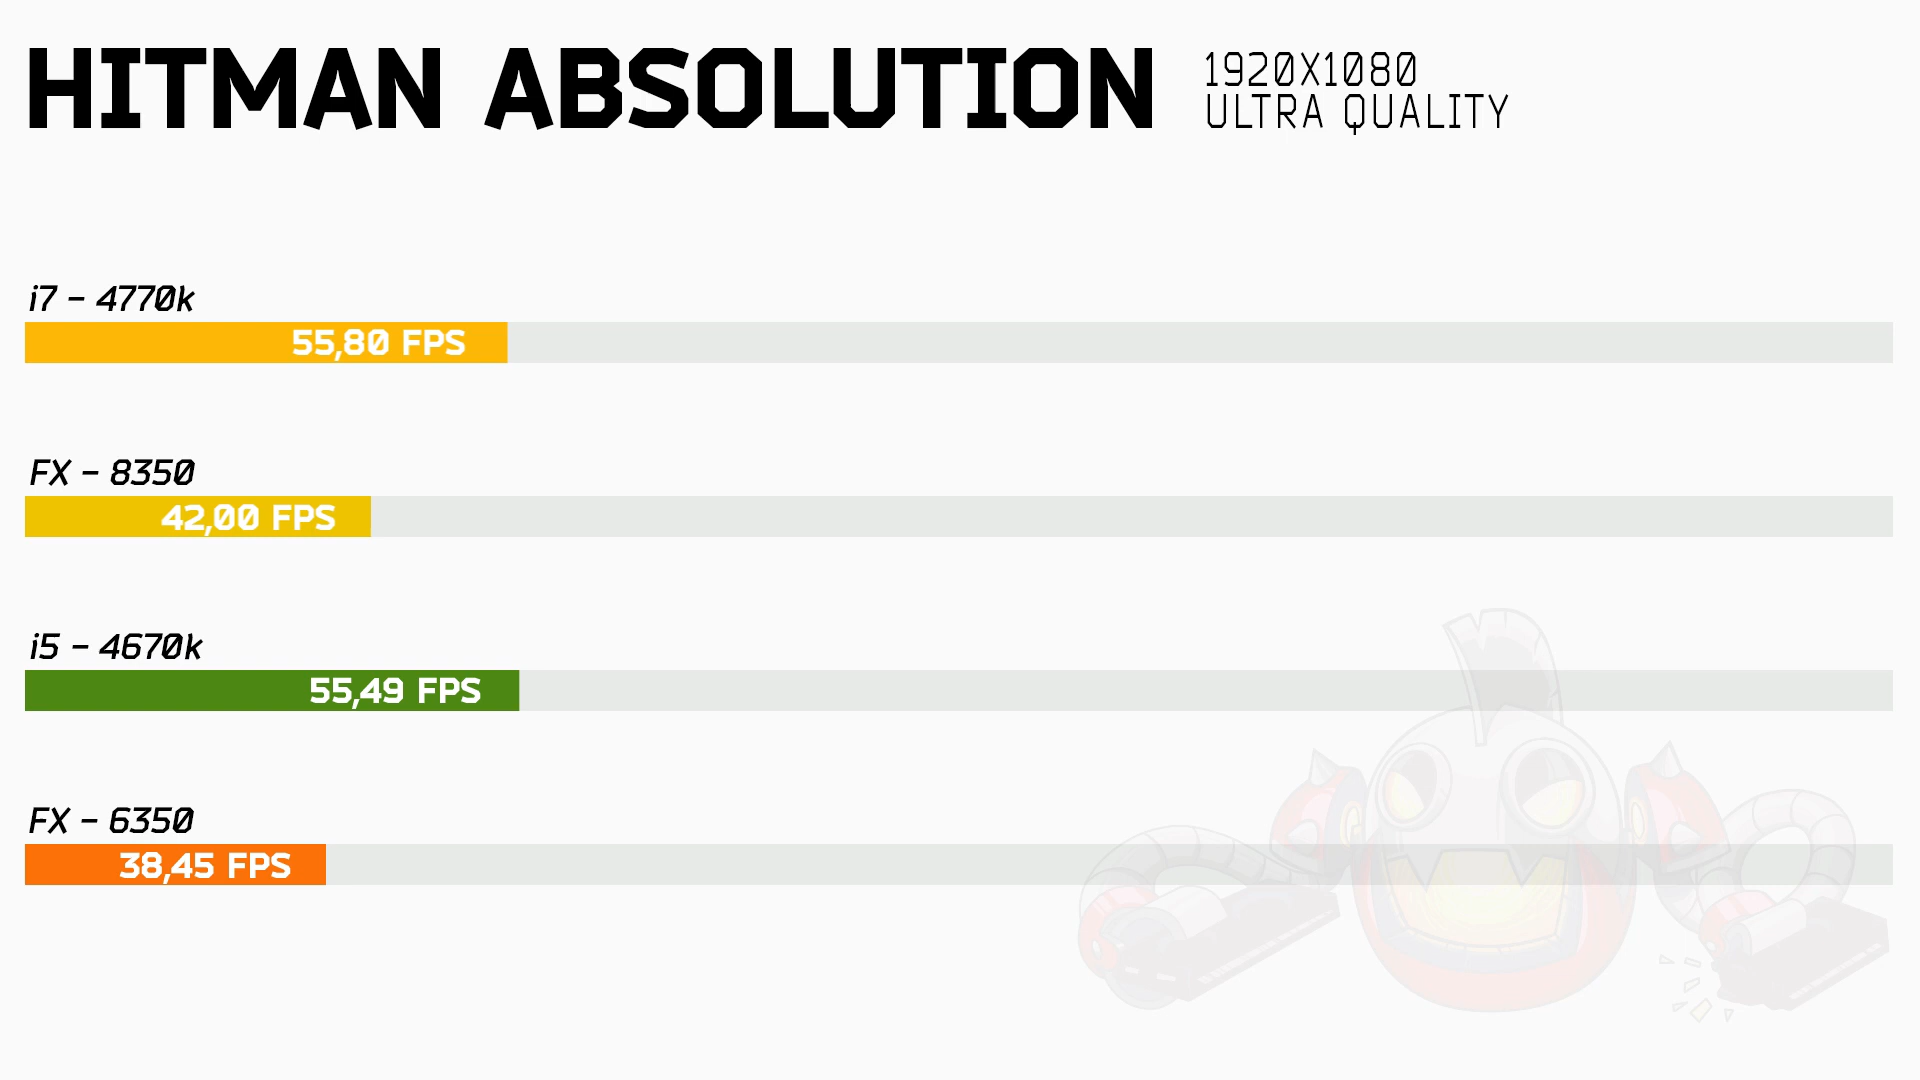 HITMAN ABSOLUTION
1920X1080
ULTRA QUALITY
i7 - 4770k
55,80 FPS
FX - 8350
42,00 FPS
i5 - 4670k
55,49 FPS
FX - 6350
38,45 FPS